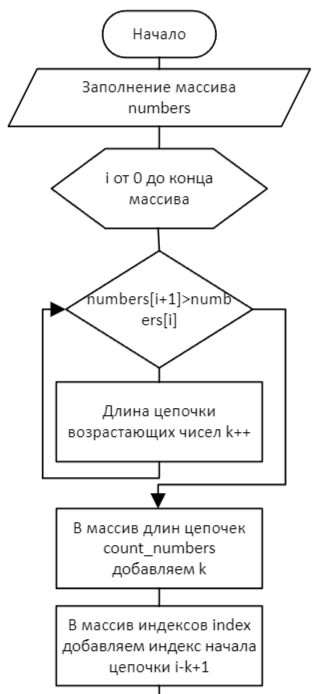 Начало
Заполнение массива
numbers
i от 0 до конца
массива
numbers[i+1]>numb
ers[i]
Длина цепочки
возрастающих чисел k++
В массив длин цепочек
count_numbers
добавляем k
В массив индексов index
добавляем индекс начала
цепочки i-k+1